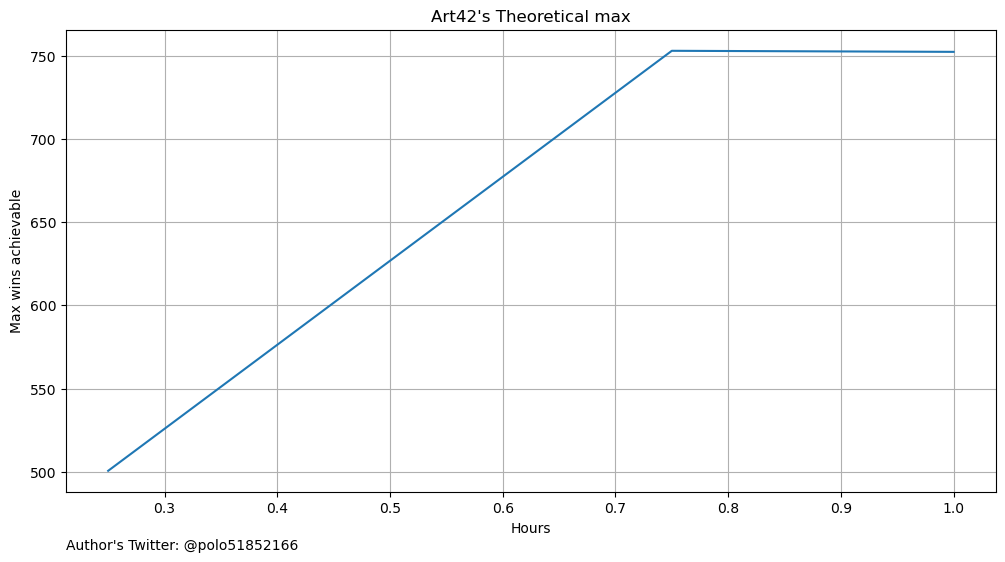 Art42's Theoretical max
750
700
650
600
550
500
Max wins achievable
0.3 0.4 0.5 0.6 0.7 0.8 0.9 1.0
Hours
Author's Twitter: @polo51852166